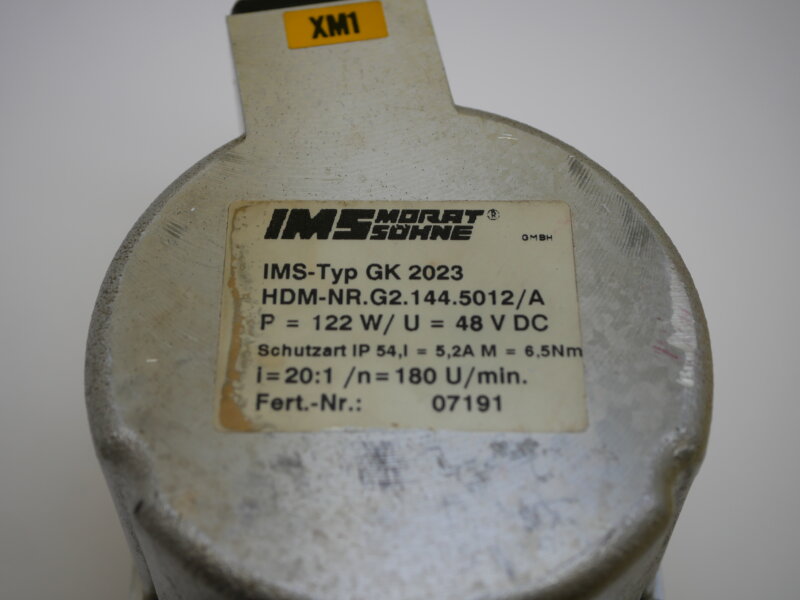 XM1
IMS MORAT SÖHNE® GMBH
IMS-Typ GK 2023
HDM-NR.G2.144.5012/A
P = 122 W/ U = 48 V DC
Schutzart IP 54,I = 5,2A M = 6.5Nm
i=20:1 /n=180 U/min.
Fert.-Nr.: 07191